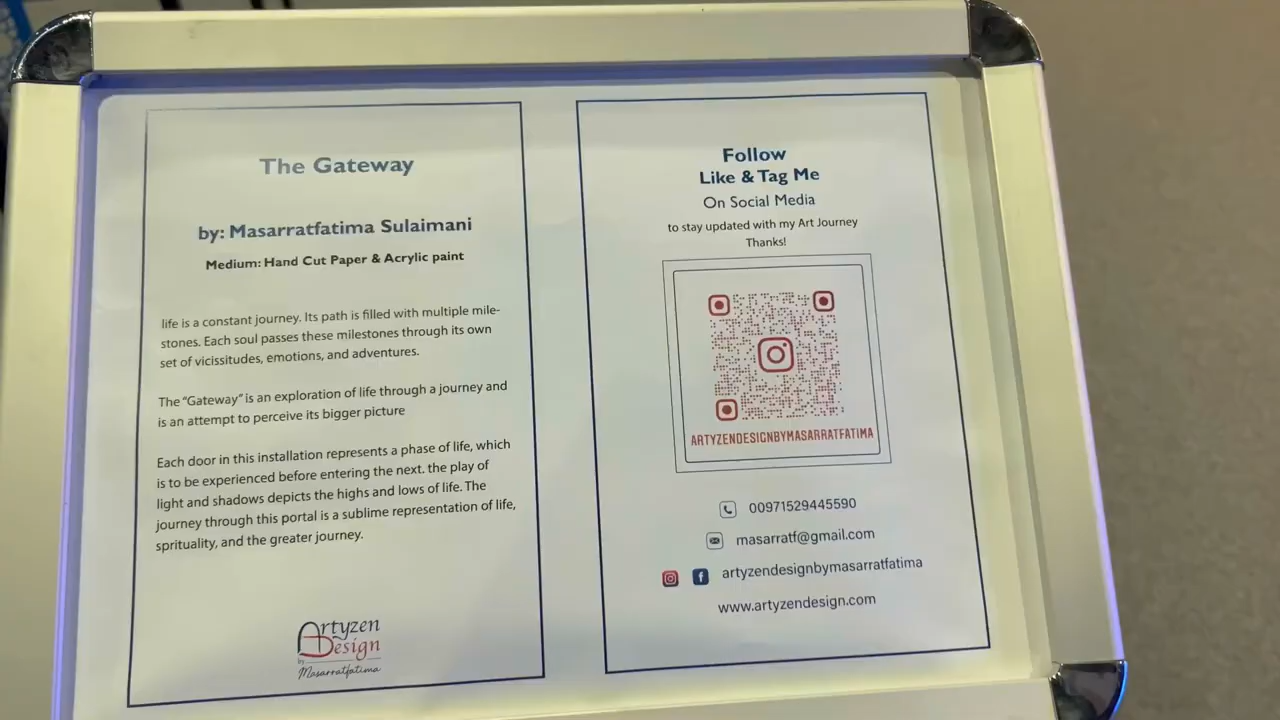 The Gateway
by: Masarratfatima Sulaimani
Medium: Hand Cut Paper & Acrylic paint
life is a constant journey. Its path is filled with multiple mile-
stones. Each soul passes these milestones through its own
set of vicissitudes, emotions, and adventures.
The “Gateway” is an exploration of life through a journey and
is an attempt to perceive its bigger picture
Each door in this installation represents a phase of life, which
is to be experienced before entering the next. the play of
light and shadows depicts the highs and lows of life. The
journey through this portal is a sublime representation of life,
sprituality, and the greater journey.
Artyzen
Design
by
Masarratfatima
Follow
Like & Tag Me
On Social Media
to stay updated with my Art Journey
Thanks!
ARTYZENDESIGNBYMASARRATFATIMA
00971529445590
masarratf@gmail.com
artyzendesignbymasarratfatima
www.artyzendesign.com